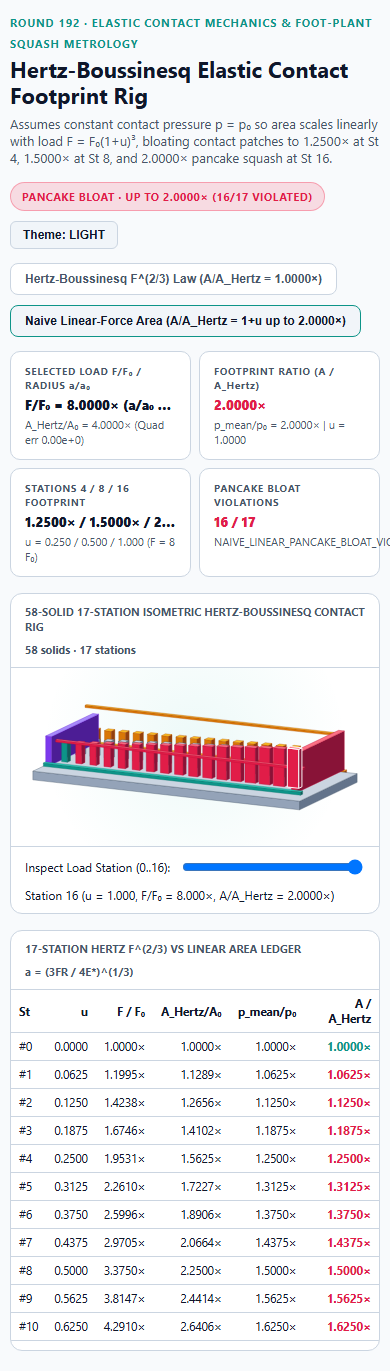 ROUND 192 · ELASTIC CONTACT MECHANICS & FOOT-PLANT
SQUASH METROLOGY
Hertz-Boussinesq Elastic Contact
Footprint Rig
Assumes constant contact pressure p = p₀ so area scales linearly
with load F = F₀(1+u)³, bloating contact patches to 1.2500× at St
4, 1.5000× at St 8, and 2.0000× pancake squash at St 16.
PANCAKE BLOAT · UP TO 2.0000× (16/17 VIOLATED)
Theme: LIGHT
Hertz-Boussinesq F^(2/3) Law (A/A_Hertz = 1.0000×)
Naive Linear-Force Area (A/A_Hertz = 1+u up to 2.0000×)
SELECTED LOAD F/F₀ /
RADIUS a/a₀
F/F₀ = 8.0000× (a/a₀ ...
A_Hertz/A₀ = 4.0000× (Quad
err 0.00e+0)
FOOTPRINT RATIO (A /
A_Hertz)
2.0000×
p_mean/p₀ = 2.0000× | u =
1.0000
STATIONS 4 / 8 / 16
FOOTPRINT
1.2500× / 1.5000× / 2...
u = 0.250 / 0.500 / 1.000 (F = 8
F₀)
PANCAKE BLOAT
VIOLATIONS
16 / 17
NAIVE_LINEAR_PANCAKE_BLOAT_VIO
58-SOLID 17-STATION ISOMETRIC HERTZ-BOUSSINESQ CONTACT
RIG
58 solids · 17 stations
Inspect Load Station (0..16):
Station 16 (u = 1.000, F/F₀ = 8.000×, A/A_Hertz = 2.0000×)
17-STATION HERTZ F^(2/3) VS LINEAR AREA LEDGER
a = (3FR / 4E*)^(1/3)
St u F / F₀ A_Hertz/A₀ p_mean/p₀ A /
A_Hertz
#0 0.0000 1.0000× 1.0000× 1.0000× 1.0000×
#1 0.0625 1.1995× 1.1289× 1.0625× 1.0625×
#2 0.1250 1.4238× 1.2656× 1.1250× 1.1250×
#3 0.1875 1.6746× 1.4102× 1.1875× 1.1875×
#4 0.2500 1.9531× 1.5625× 1.2500× 1.2500×
#5 0.3125 2.2610× 1.7227× 1.3125× 1.3125×
#6 0.3750 2.5996× 1.8906× 1.3750× 1.3750×
#7 0.4375 2.9705× 2.0664× 1.4375× 1.4375×
#8 0.5000 3.3750× 2.2500× 1.5000× 1.5000×
#9 0.5625 3.8147× 2.4414× 1.5625× 1.5625×
#10 0.6250 4.2910× 2.6406× 1.6250× 1.6250×